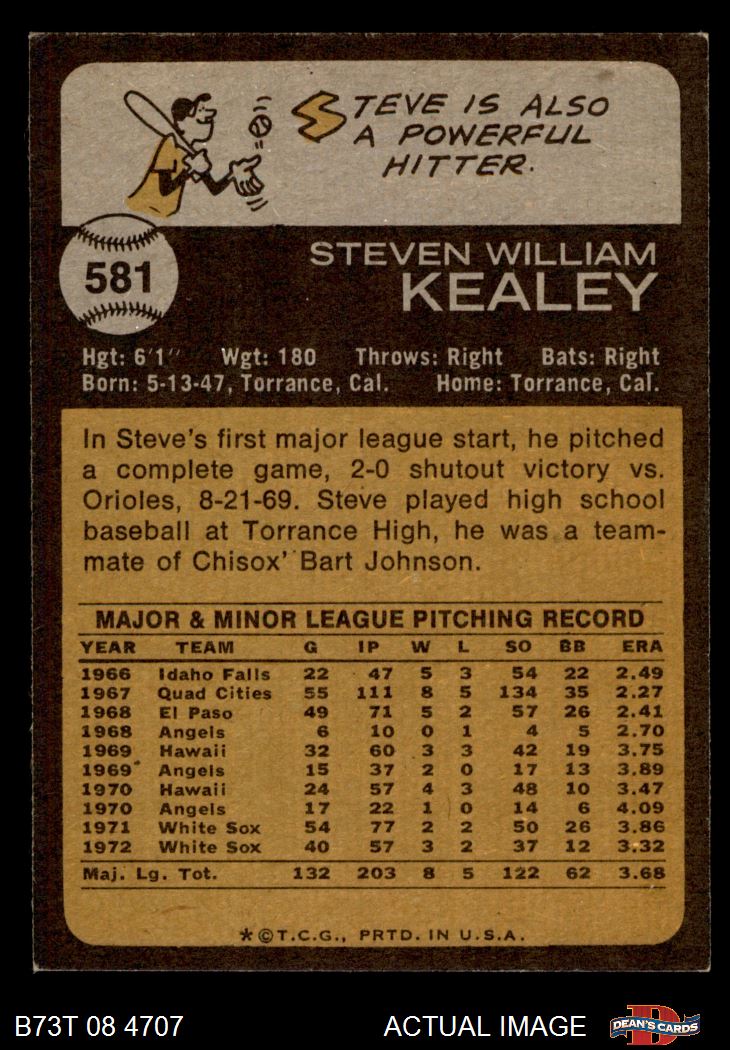 STEVE IS ALSO
A POWERFUL
HITTER.
581
STEVEN WILLIAM
KEALEY
Hgt: 6'1" Wgt: 180 Throws: Right Bats: Right
Born: 5-13-47, Torrance, Cal. Home: Torrance, Cal.
In Steve's first major league start, he pitched
a complete game, 2-0 shutout victory vs.
Orioles, 8-21-69. Steve played high school
baseball at Torrance High, he was a team-
mate of Chisox' Bart Johnson.
MAJOR & MINOR LEAGUE PITCHING RECORD
YEAR TEAM G IP W L SO BB ERA
1966 Idaho Falls 22 47 5 3 54 22 2.49
1967 Quad Cities 55 111 8 5 134 35 2.27
1968 El Paso 49 71 5 2 57 26 2.41
1968 Angels 6 10 0 1 4 5 2.70
1969 Hawaii 32 60 3 3 42 19 3.75
1969 Angels 15 37 2 0 17 13 3.89
1970 Hawaii 24 57 4 3 48 10 3.47
1970 Angels 17 22 1 0 14 6 4.09
1971 White Sox 54 77 2 2 50 26 3.86
1972 White Sox 40 57 3 2 37 12 3.32
Maj. Lg. Tot. 132 203 8 5 122 62 3.68
*©T.C.G., PRTD. IN U.S.A.
B73T 08 4707 ACTUAL IMAGE DEAN'S CARDS